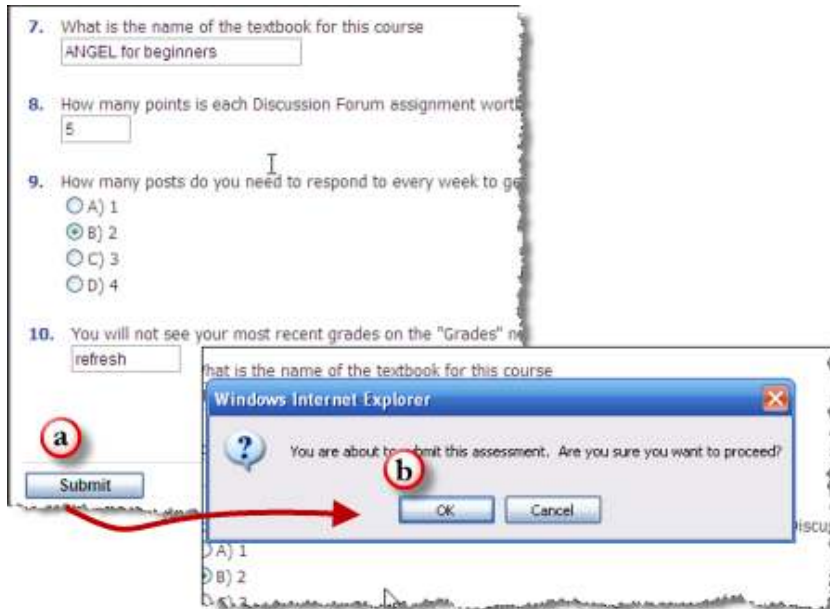 7. What is the name of the textbook for this course
ANGEL for beginners
8. How many points is each Discussion Forum assignment wort
5
9. How many posts do you need to respond to every week to ge
A) 1
B) 2
C) 3
D) 4
10. You will not see your most recent grades on the "Grades" n
refresh
a
Submit
hat is the name of the textbook for this course
Windows Internet Explorer
You are about to submit this assessment. Are you sure you want to proceed?
b
OK Cancel
iscu
A) 1
B) 2